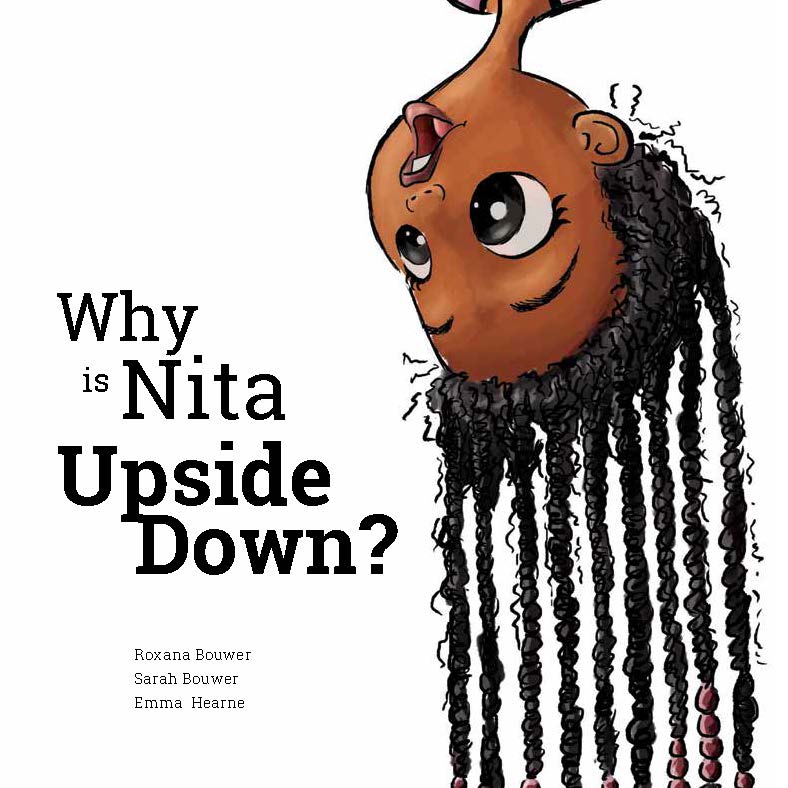 Why
is Nita
Upside
Down?
Roxana Bouwer
Sarah Bouwer
Emma Hearne